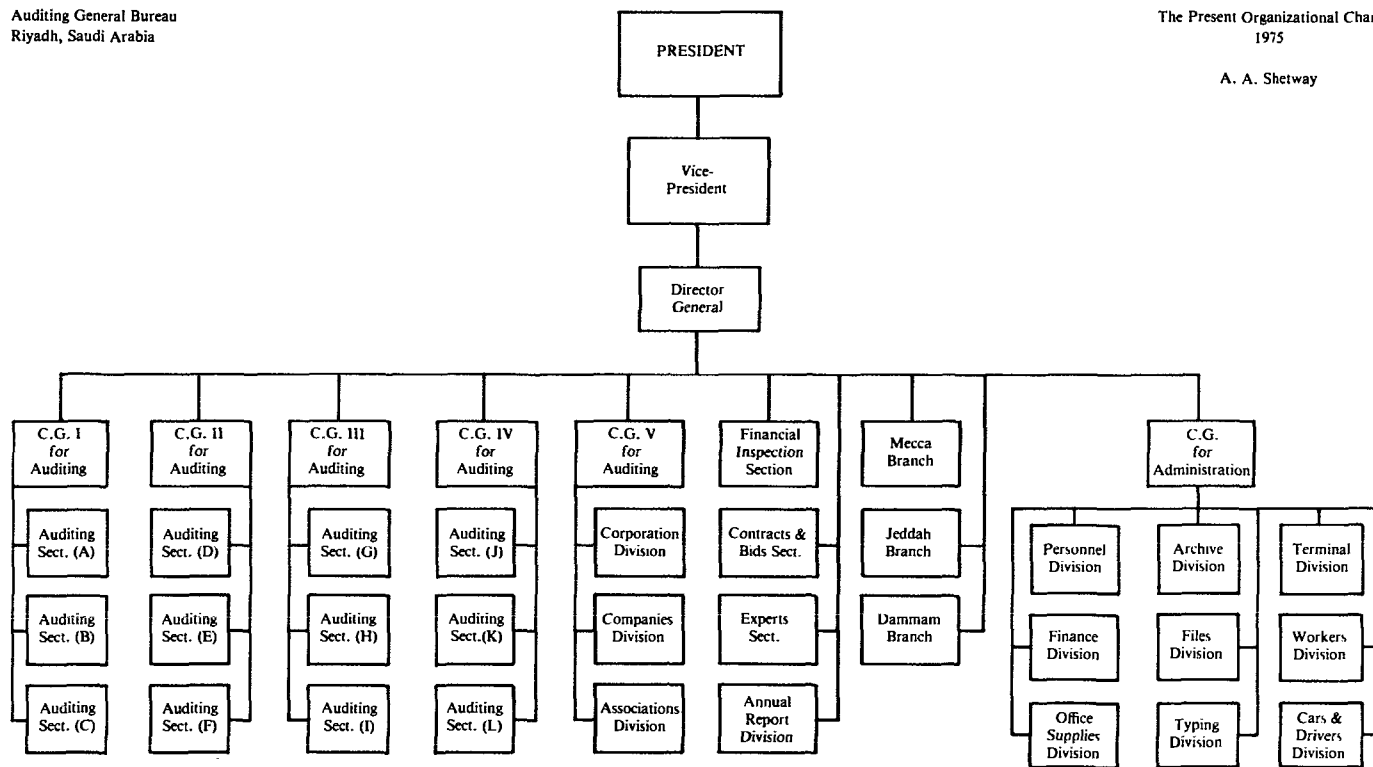 Auditing General Bureau
Riyadh, Saudi Arabia
The Present Organizational Char
1975
A. A. Shetway
PRESIDENT
Vice-
President
Director
General
C.G. I
for
Auditing
C.G. II
for
Auditing
C.G. III
for
Auditing
C.G. IV
for
Auditing
C.G. V
for
Auditing
Financial
Inspection
Section
Mecca
Branch
C.G.
for
Administration
Auditing
Sect. (A)
Auditing
Sect. (D)
Auditing
Sect. (G)
Auditing
Sect. (J)
Corporation
Division
Contracts &
Bids Sect.
Jeddah
Branch
Personnel
Division
Archive
Division
Terminal
Division
Auditing
Sect. (B)
Auditing
Sect. (E)
Auditing
Sect. (H)
Auditing
Sect.(K)
Companies
Division
Experts
Sect.
Dammam
Branch
Finance
Division
Files
Division
Workers
Division
Auditing
Sect. (C)
Auditing
Sect. (F)
Auditing
Sect. (I)
Auditing
Sect. (L)
Associations
Division
Annual
Report
Division
Office
Supplies
Division
Typing
Division
Cars &
Drivers
Division